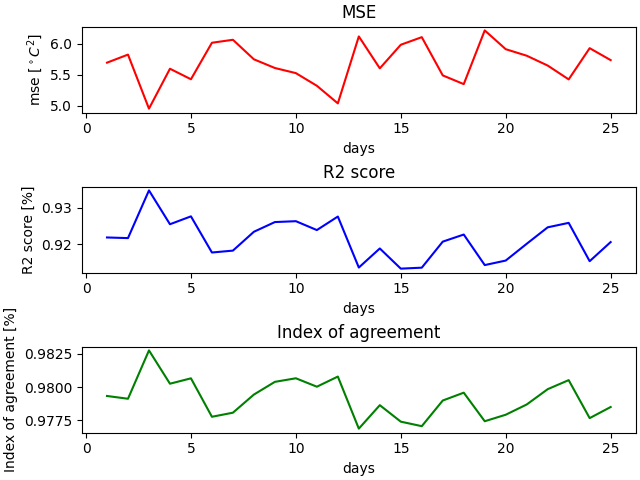 MSE
mse [$^\circ C^2$]
6.0
5.5
5.0
0 5 10 15 20 25
days
R2 score
R2 score [%]
0.93
0.92
0 5 10 15 20 25
days
Index of agreement
Index of agreement [%]
0.9825
0.9800
0.9775
0 5 10 15 20 25
days